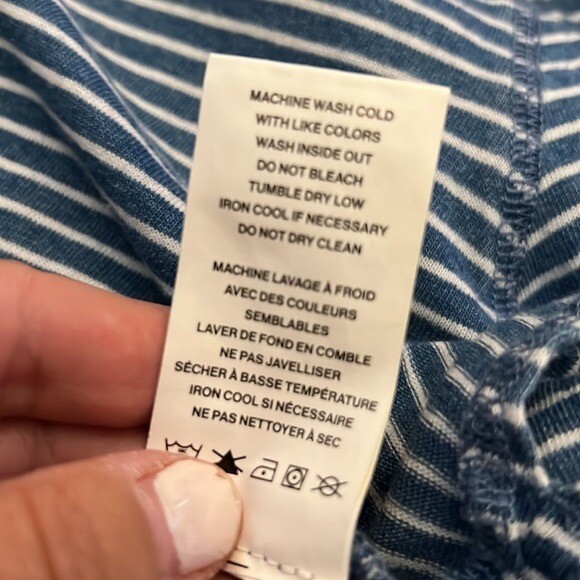 MACHINE WASH COLD
WITH LIKE COLORS
WASH INSIDE OUT
DO NOT BLEACH
TUMBLE DRY LOW
IRON COOL IF NECESSARY
DO NOT DRY CLEAN
MACHINE LAVAGE À FROID
AVEC DES COULEURS
SEMBLABLES
LAVER DE FOND EN COMBLE
NE PAS JAVELLISER
SÉCHER À BASSE TEMPÉRATURE
IRON COOL SI NÉCESSAIRE
NE PAS NETTOYER À SEC